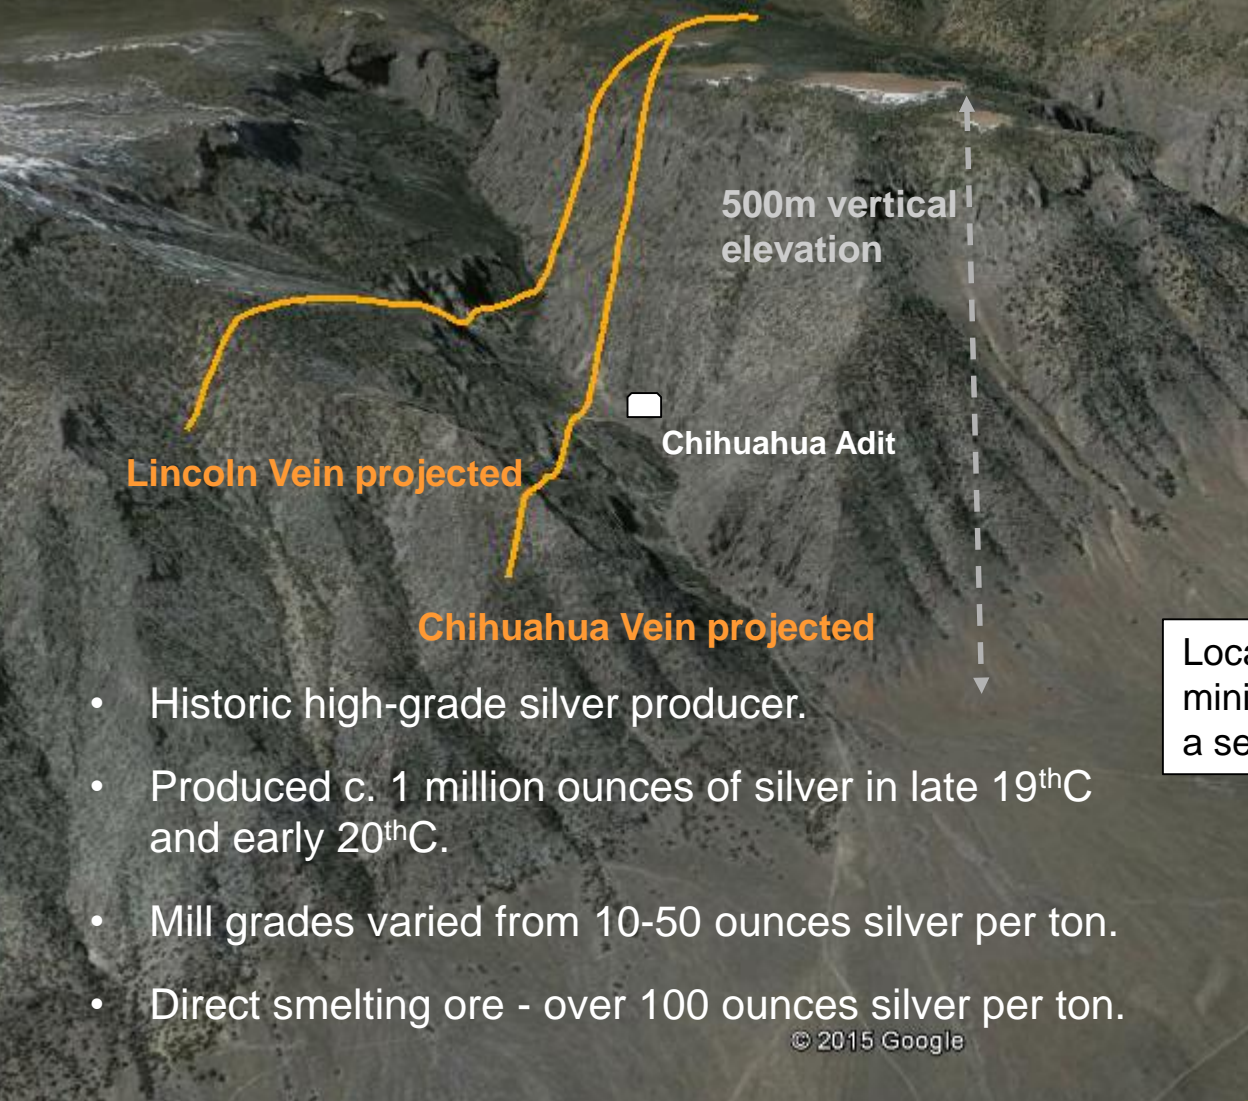 500m vertical
elevation
Chihuahua Adit
Lincoln Vein projected
Chihuahua Vein projected
• Historic high-grade silver producer.
• Produced c. 1 million ounces of silver in late 19thC
and early 20thC.
• Mill grades varied from 10-50 ounces silver per ton.
• Direct smelting ore - over 100 ounces silver per ton.
© 2015 Google
a